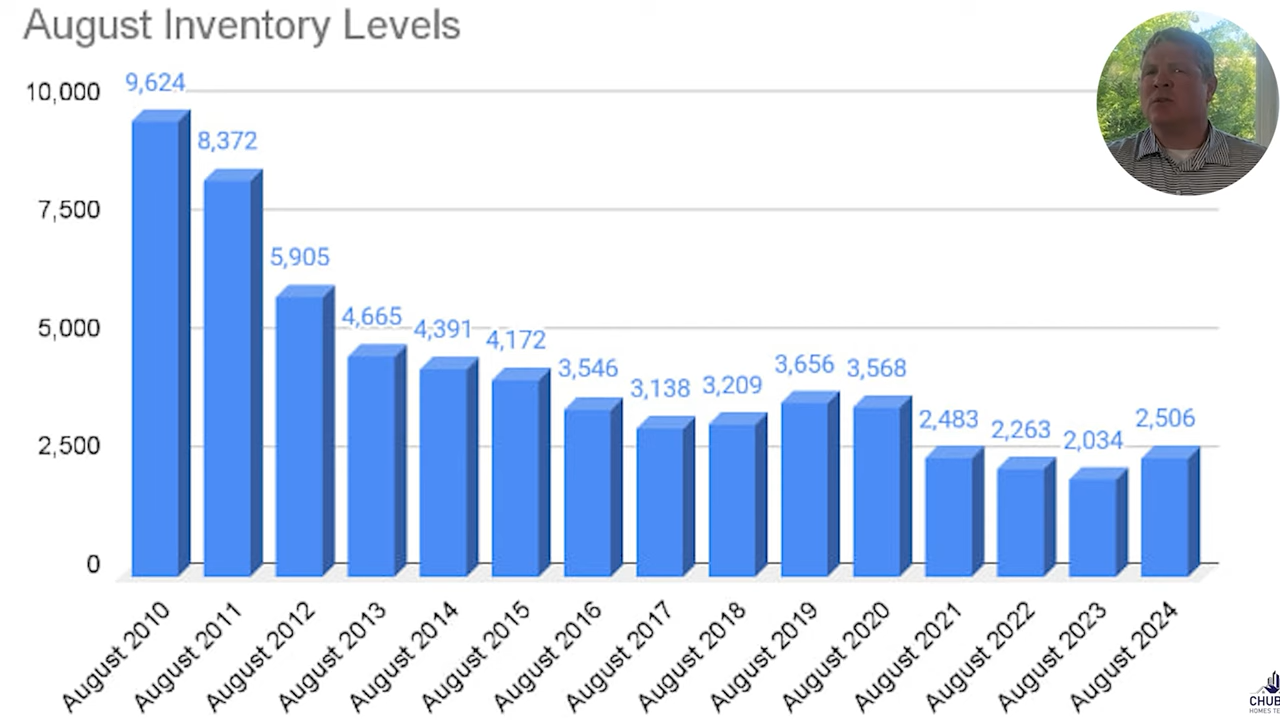 August Inventory Levels
10,000
7,500
5,000
2,500
0
9,624
8,372
5,905
4,665
4,391
4,172
3,546
3,138
3,209
3,656
3,568
2,483
2,263
2,034
2,506
August 2010
August 2011
August 2012
August 2013
August 2014
August 2015
August 2016
August 2017
August 2018
August 2019
August 2020
August 2021
August 2022
August 2023
August 2024
CHUB
HOMES TE